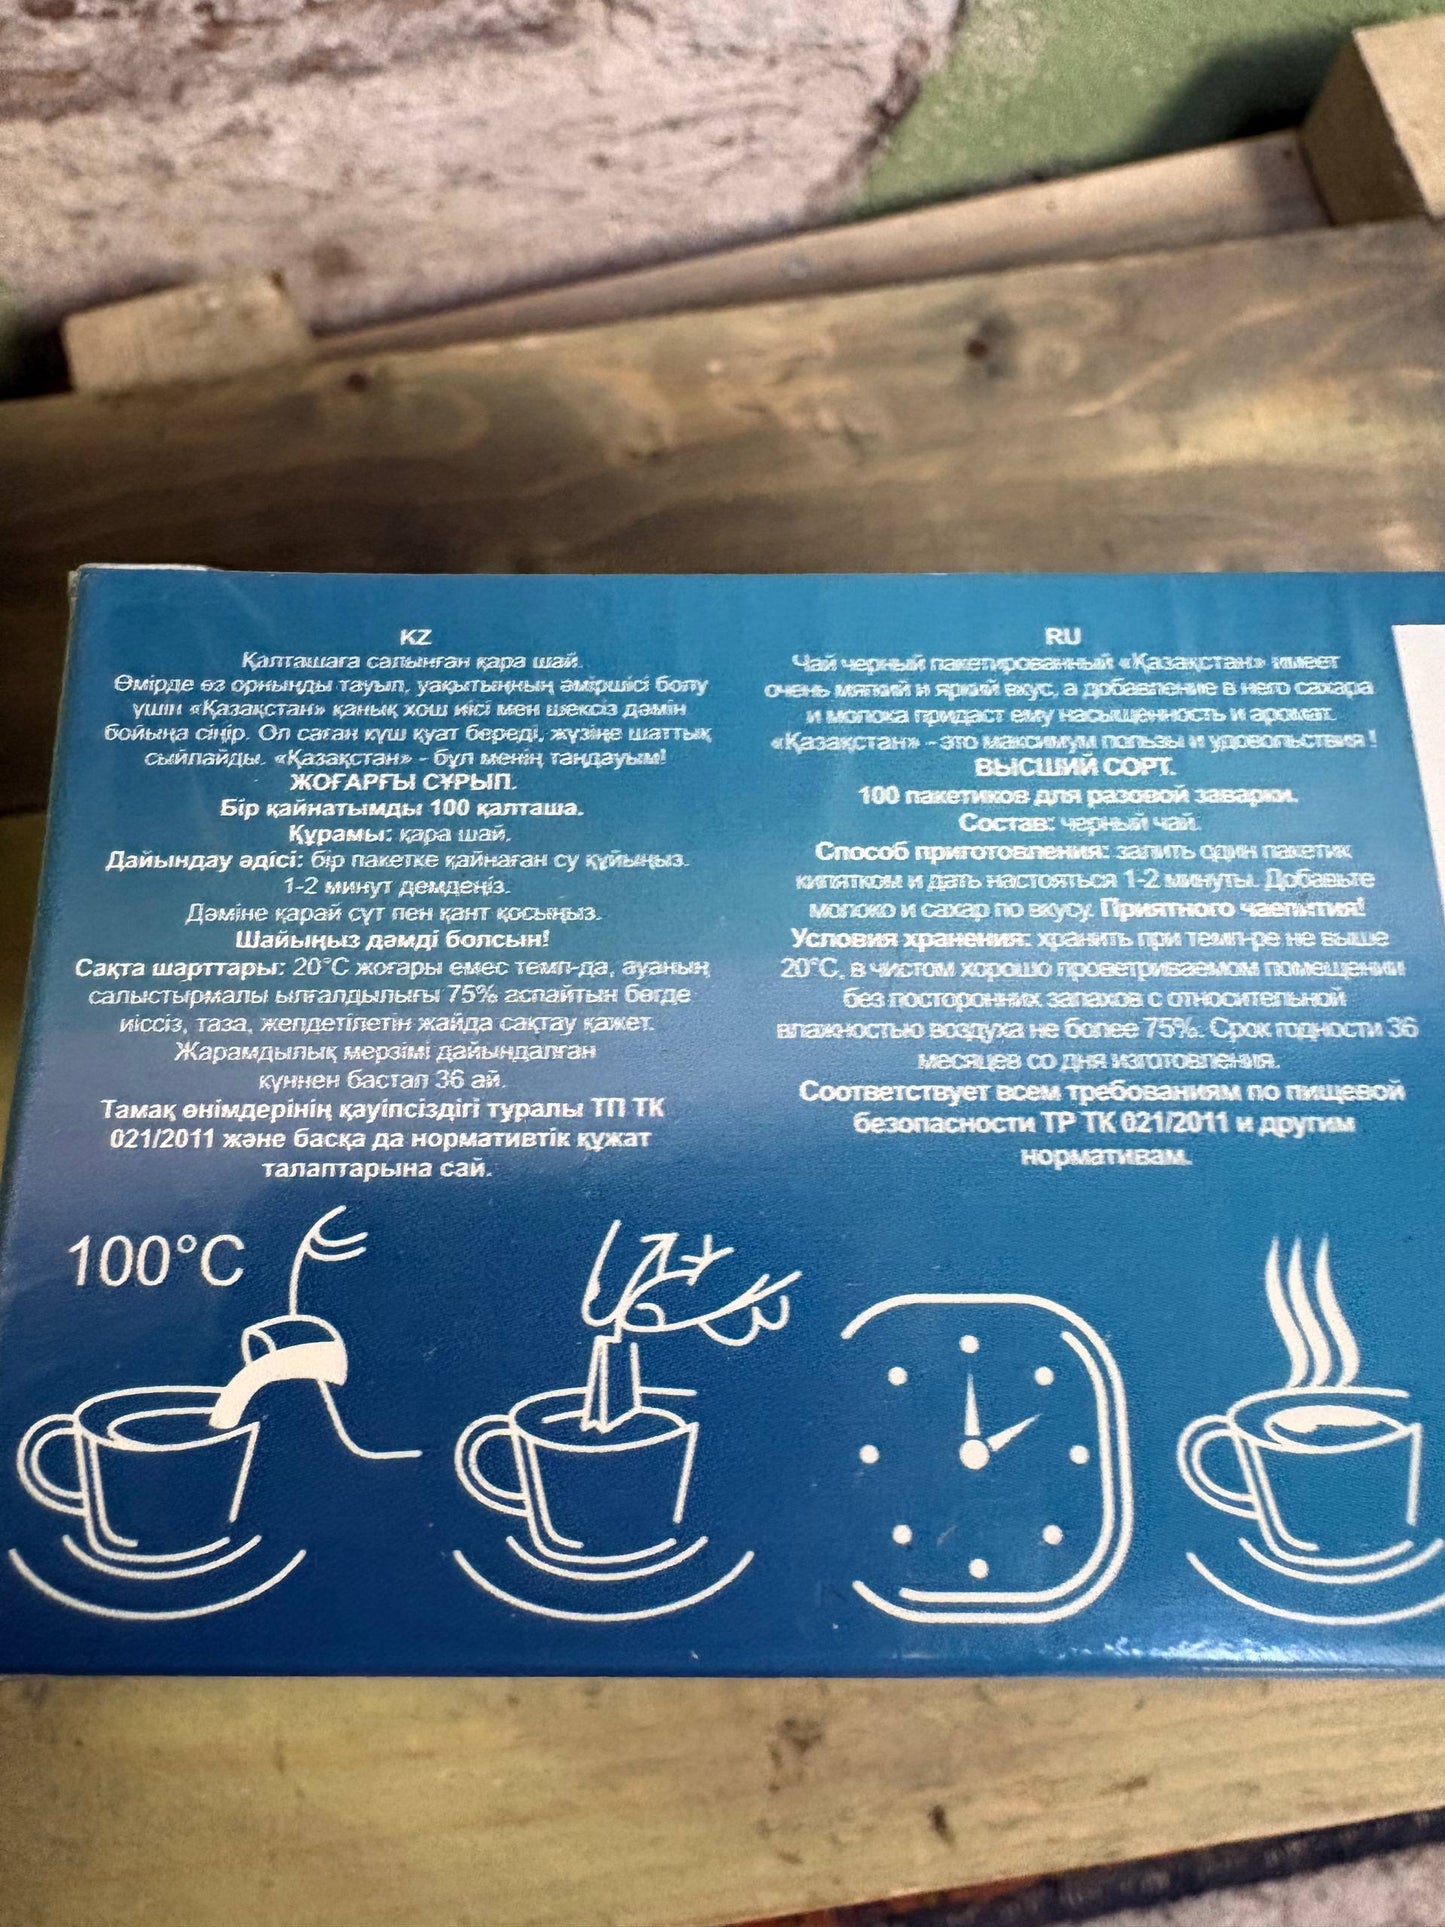 KZ
Қалташаға салынған қара шай.
Өмірде өз орныңды тауып, уақытыңның әміршісі болу
үшін «Қазақстан» қанық хош иісі мен шексіз дәмін
бойыңа сіңір. Ол саған күш қуат береді, жүзіңе шаттық
сыйлайды. «Қазақстан» - бұл менің таңдауым!
ЖОҒАРҒЫ СҰРЫП.
Бір қайнатымды 100 қалташа.
Құрамы: қара шай.
Дайындау әдісі: бір пакетке қайнаған су құйыңыз.
1-2 минут демдеңіз.
Дәміне қарай сүт пен қант қосыңыз.
Шайыңыз дәмді болсын!
Сақта шарттары: 20°С жоғары емес темп-да, ауаның
салыстырмалы ылғалдылығы 75% аспайтын бөгде
иіссіз, таза, желдетілетін жайда сақтау қажет.
Жарамдылық мерзімі дайындалған
күннен бастап 36 ай.
Тамақ өнімдерінің қауіпсіздігі туралы ТП ТК
021/2011 және басқа да нормативтік құжат
талаптарына сай.
RU
Чай черный пакетированный «Қазақстан» имеет
очень мягкий и яркий вкус, а добавление в него сахара
и молока придаст ему насыщенность и аромат.
«Қазақстан» - это максимум пользы и удовольствия !
ВЫСШИЙ СОРТ.
100 пакетиков для разовой заварки.
Состав: черный чай.
Способ приготовления: залить один пакетик
кипятком и дать настояться 1-2 минуты. Добавьте
молоко и сахар по вкусу. Приятного чаепития!
Условия хранения: хранить при темп-ре не выше
20°С, в чистом хорошо проветриваемом помещении
без посторонних запахов с относительной
влажностью воздуха не более 75%. Срок годности 36
месяцев со дня изготовления.
Соответствует всем требованиям по пищевой
безопасности ТР ТК 021/2011 и другим
нормативам.
100°C